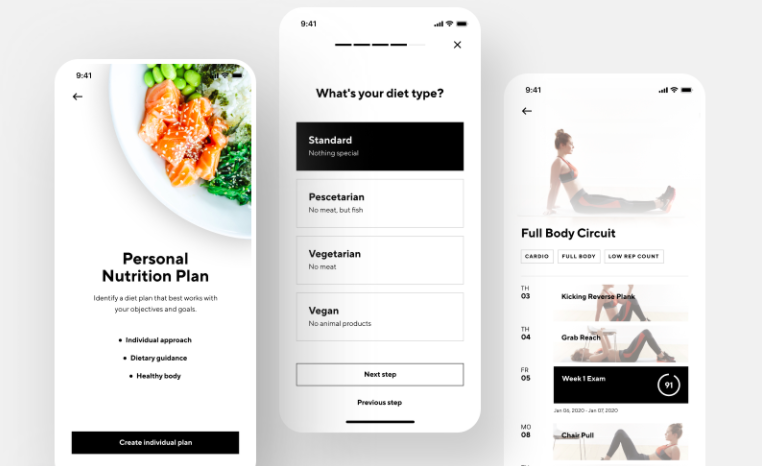 9:41
Personal
Nutrition Plan
Identify a diet plan that best works with
your objectives and goals.
Individual approach
Dietary guidance
Healthy body
Create individual plan
9:41
What's your diet type?
Standard
Nothing special
Pescetarian
No meat, but fish
Vegetarian
No meat
Vegan
No animal products
Next step
Previous step
9:41
Full Body Circuit
CARDIO
FULL BODY
LOW REP COUNT
TH
03
Kicking Reverse Plank
TH
04
Grab Reach
FR
05
Week 1 Exam
91
Jan 06, 2020 - Jan 07, 2020
MO
08
Chair Pull